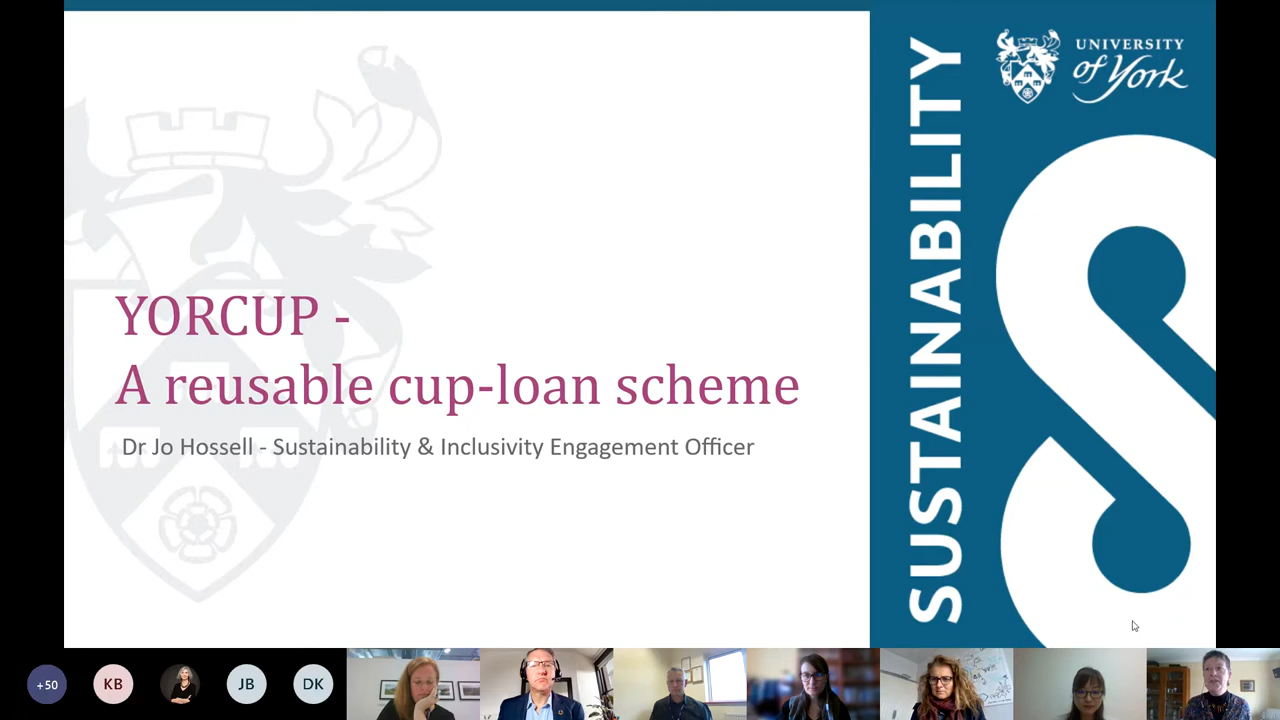 UNIVERSITY
of York
SUSTAINABILITY
YORCUP -
A reusable cup-loan scheme
Dr Jo Hossell - Sustainability & Inclusivity Engagement Officer
+50
KB
JB
DK